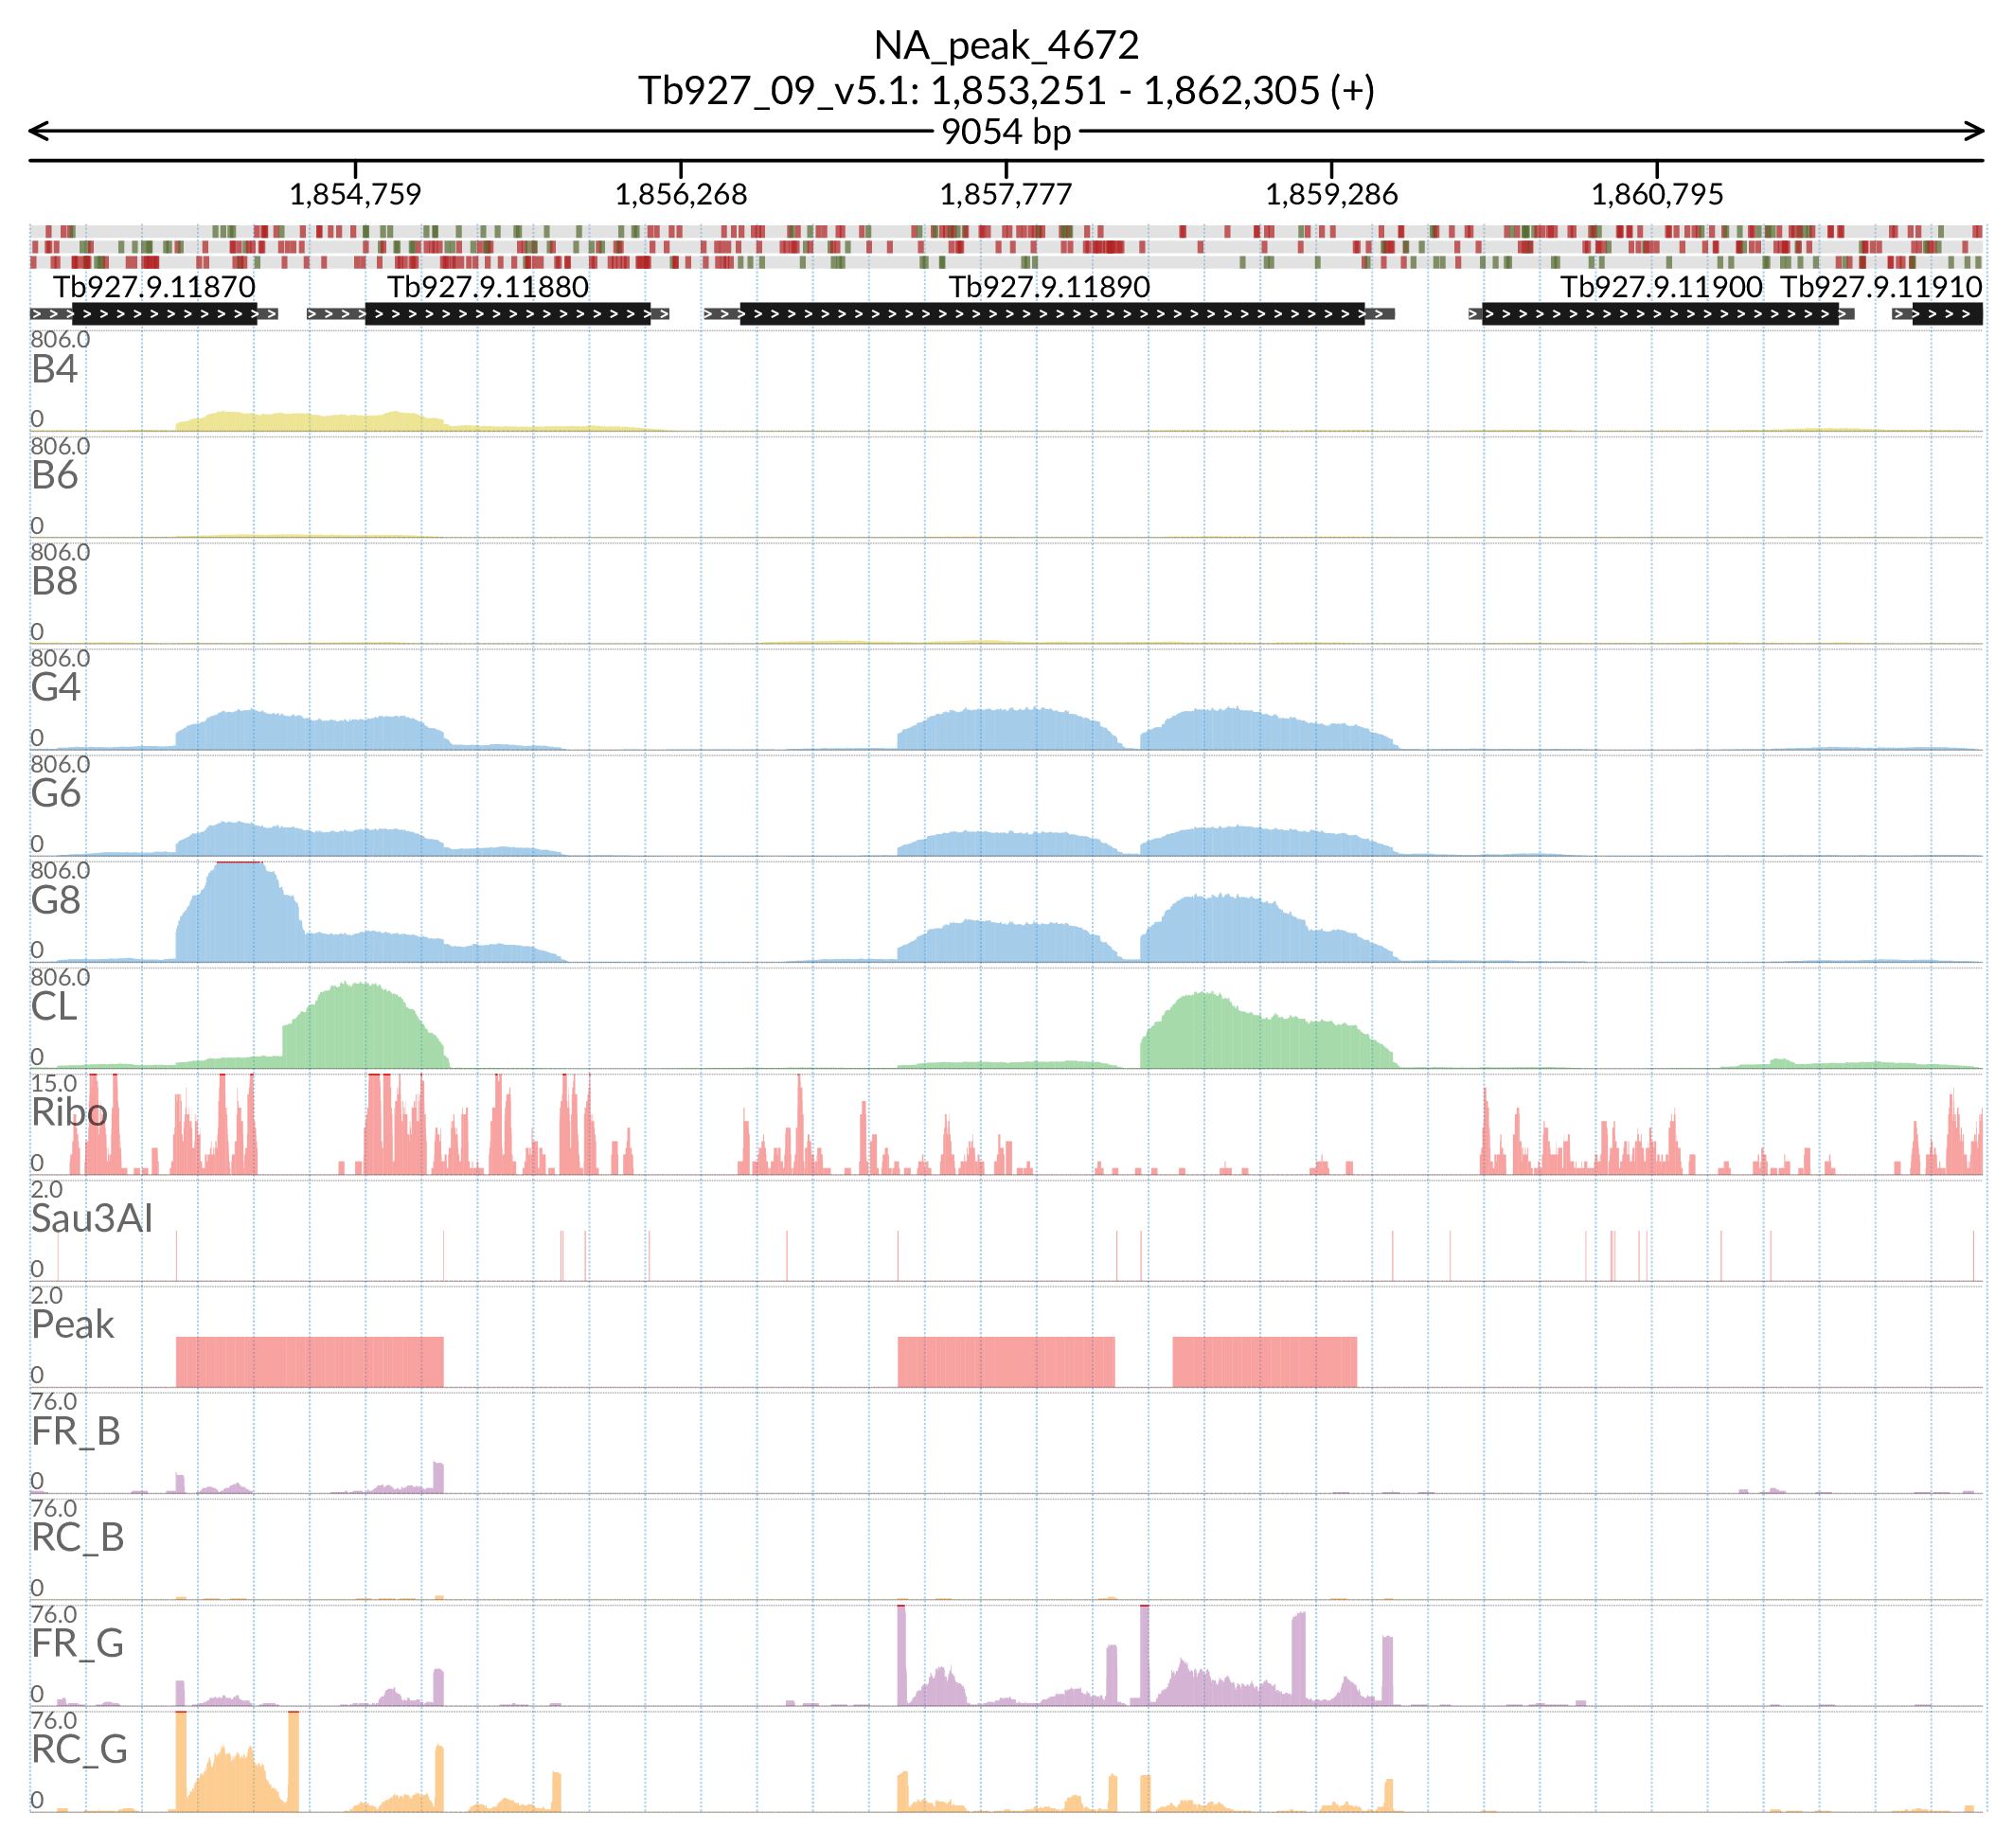 NA_peak_4672
Tb927_09_v5.1: 1,853,251 - 1,862,305 (+)
9054 bp
1,854,759 1,856,268 1,857,777 1,859,286 1,860,795
Tb927.9.11870 Tb927.9.11880 Tb927.9.11890 Tb927.9.11900 Tb927.9.11910
806.0
B4
0
806.0
B6
0
806.0
B8
0
806.0
G4
0
806.0
G6
0
806.0
G8
0
806.0
CL
0
15.0
Ribo
0
2.0
Sau3AI
0
2.0
Peak
0
76.0
FR_B
0
76.0
RC_B
0
76.0
FR_G
0
76.0
RC_G
0